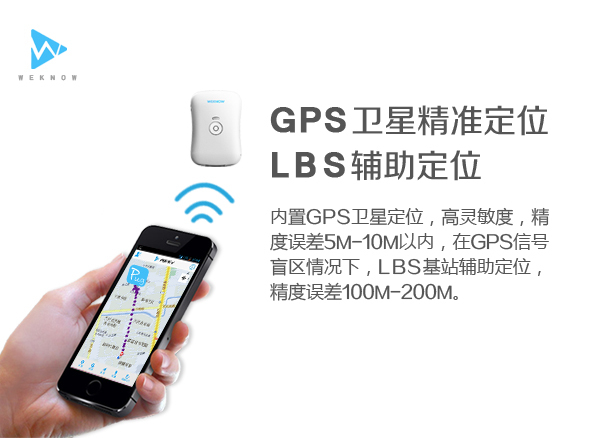 WEKNOW
WEKNOW
GPS卫星精准定位
LBS辅助定位
内置GPS卫星定位，高灵敏度，精
度误差5M-10M以内，在GPS信号
盲区情况下，LBS基站辅助定位，
精度误差100M-200M。